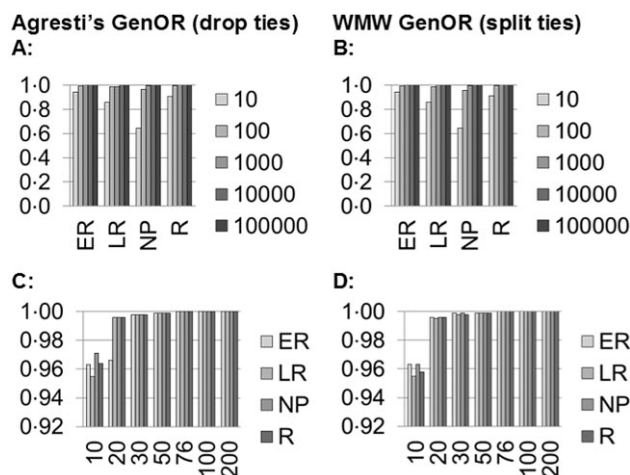 Agresti's GenOR (drop ties) WMW GenOR (split ties)
A: B:
1·0
0·8
0·6
0·4
0·2
0·0
ER LR NP R
10
100
1000
10000
100000
1·0
0·8
0·6
0·4
0·2
0·0
ER LR NP R
10
100
1000
10000
100000
C: D:
1·00
0·98
0·96
0·94
0·92
10 20 30 50 76 100 200
ER
LR
NP
R
1·00
0·98
0·96
0·94
0·92
10 20 30 50 76 100 200
ER
LR
NP
R